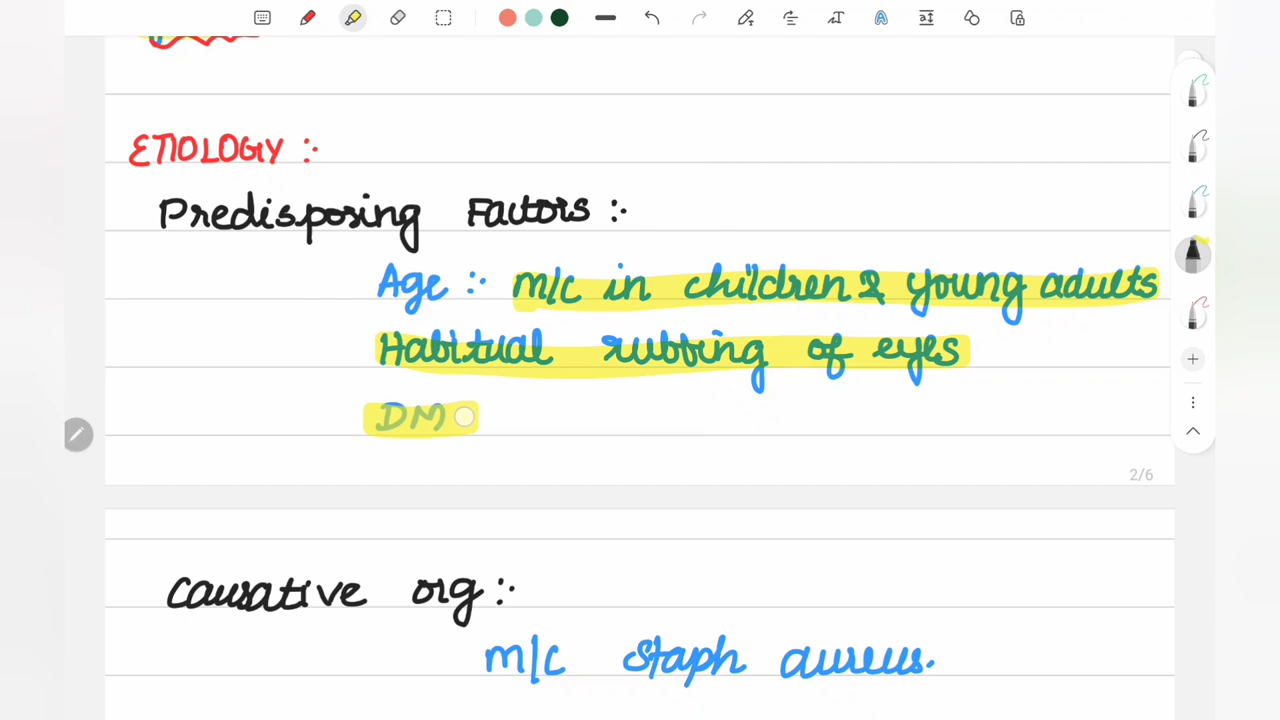 ETIOLOGY :-
Predisposing Factors :-
Age :- m/c in children & young adults
Habitual rubbing of eyes
DM
2/6
Causative org :-
m/c staph aureus.